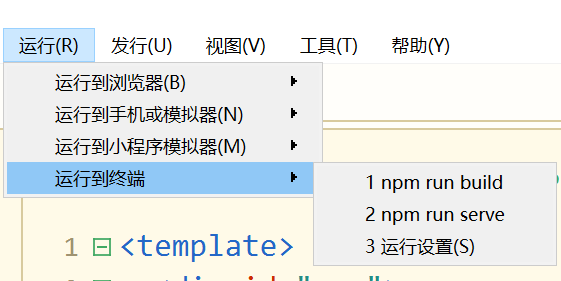 运行(R) 发行(U) 视图(V) 工具(T) 帮助(Y)
运行到浏览器(B)
运行到手机或模拟器(N)
运行到小程序模拟器(M)
运行到终端
1 npm run build
2 npm run serve
3 运行设置(S)
1 <template>